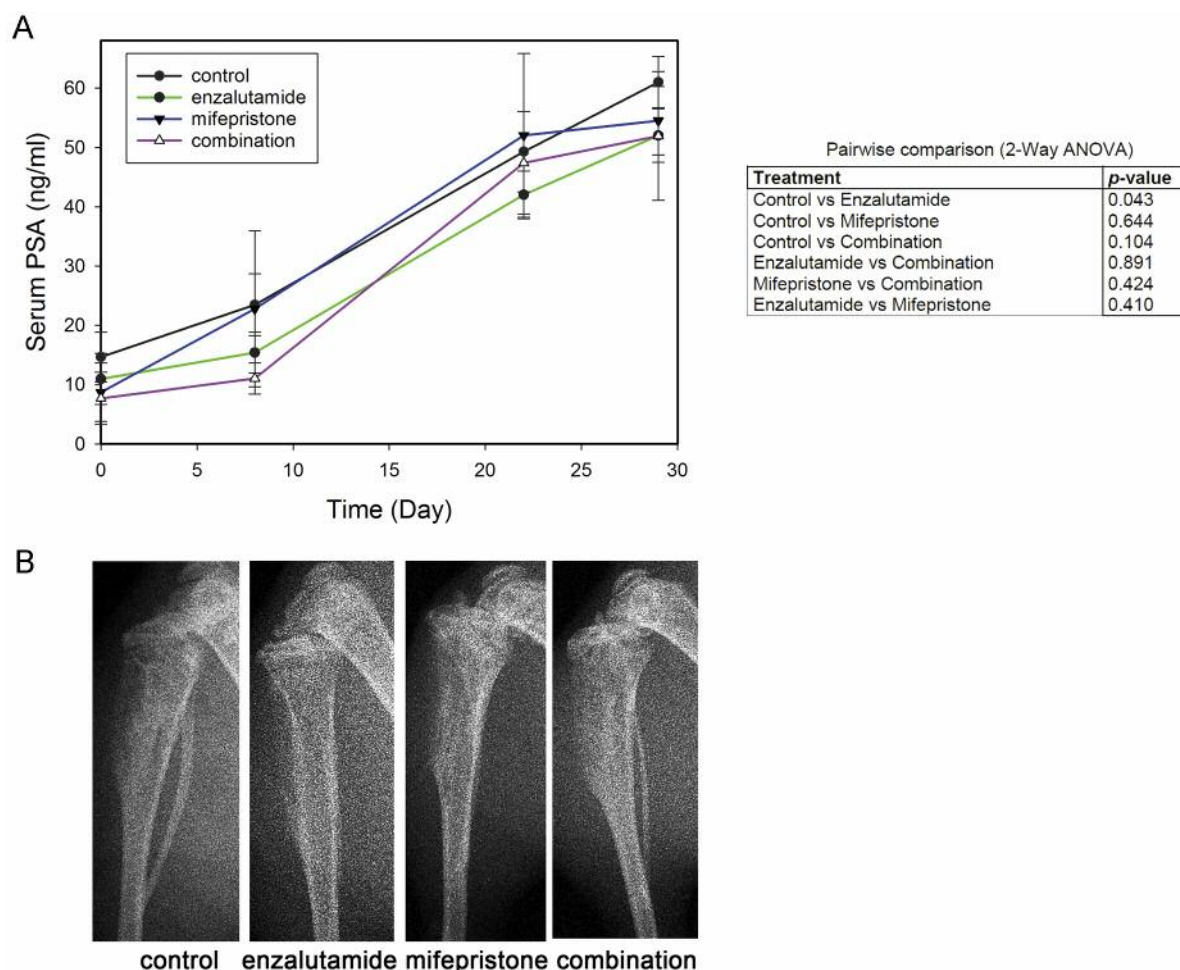 A
Serum PSA (ng/ml)
60
50
40
30
20
10
0
control
enzalutamide
mifepristone
combination
0 5 10 15 20 25 30
Time (Day)
Pairwise comparison (2-Way ANOVA)
Treatment p-value
Control vs Enzalutamide 0.043
Control vs Mifepristone 0.644
Control vs Combination 0.104
Enzalutamide vs Combination 0.891
Mifepristone vs Combination 0.424
Enzalutamide vs Mifepristone 0.410
B
control enzalutamide mifepristone combination